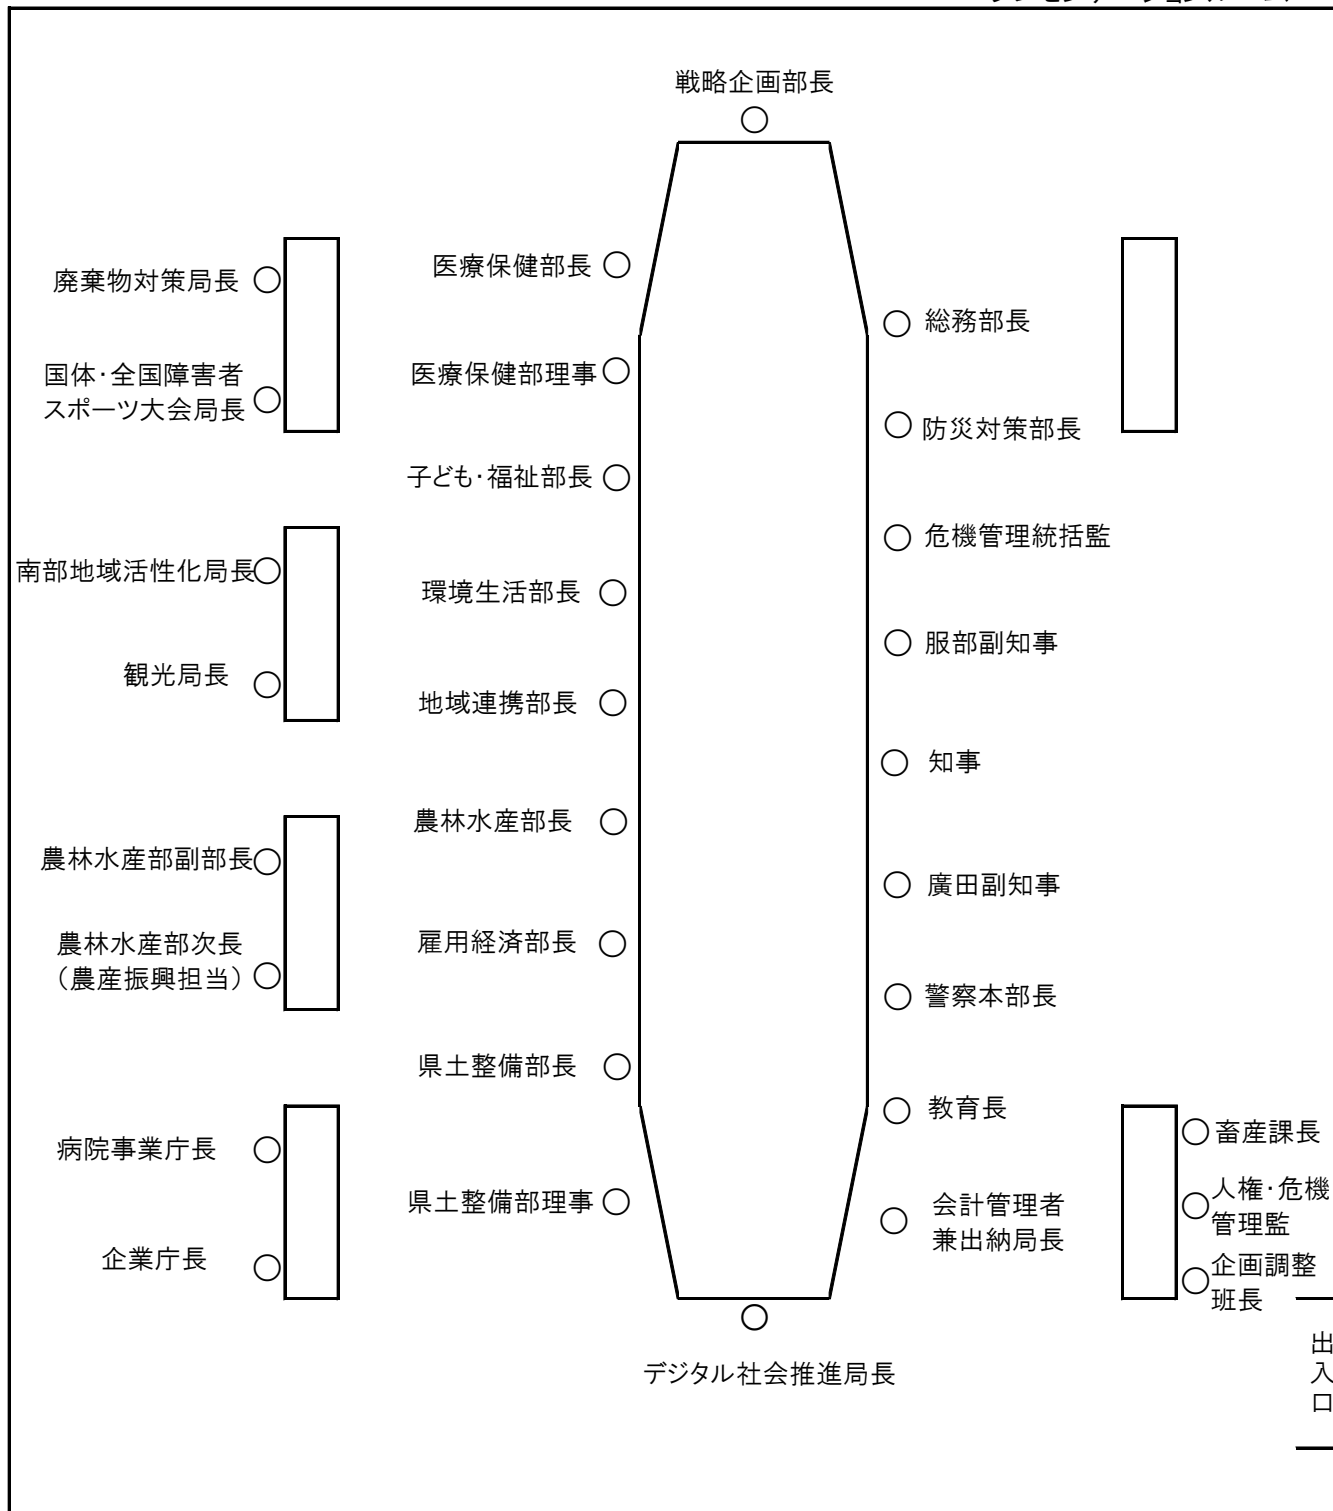 戦略企画部長
廃棄物対策局長
国体・全国障害者
スポーツ大会局長
南部地域活性化局長
観光局長
農林水産部副部長
農林水産部次長
（農産振興担当）
病院事業庁長
企業庁長
医療保健部長
医療保健部理事
子ども・福祉部長
環境生活部長
地域連携部長
農林水産部長
雇用経済部長
県土整備部長
県土整備部理事
総務部長
防災対策部長
危機管理統括監
服部副知事
知事
廣田副知事
警察本部長
教育長
会計管理者
兼出納局長
畜産課長
人権・危機
管理監
企画調整
班長
デジタル社会推進局長
出
入
口